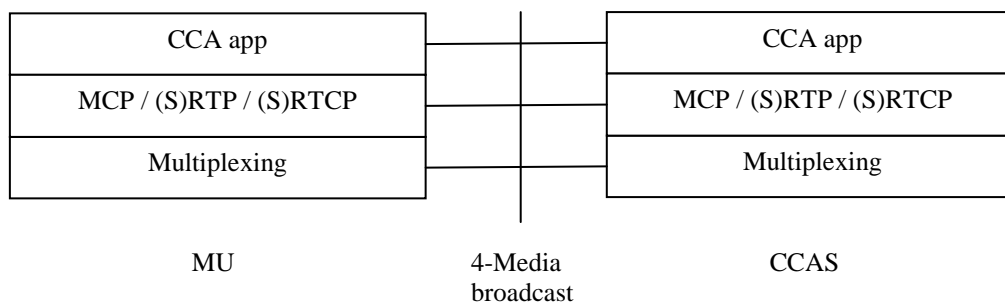 CCA app
CCA app
MCP / (S)RTP / (S)RTCP
MCP / (S)RTP / (S)RTCP
Multiplexing
Multiplexing
MU
4-Media
broadcast
CCAS